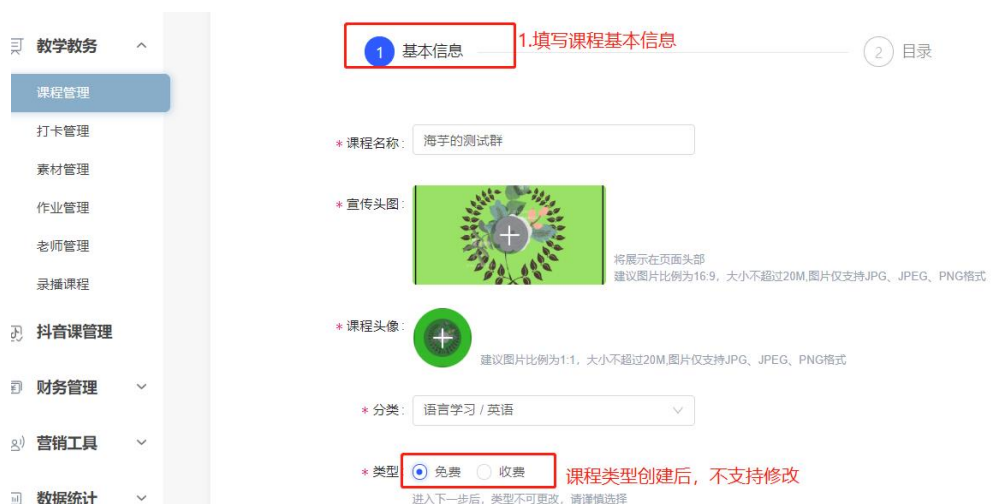 教学教务
课程管理
打卡管理
素材管理
作业管理
老师管理
录播课程
抖音课管理
财务管理
营销工具
数据统计
1 基本信息
1.填写课程基本信息
2 目录
* 课程名称: 海芋的测试群
* 宣传头图:
将展示在页面头部
建议图片比例为16:9，大小不超过20M,图片仅支持JPG、JPEG、PNG格式
* 课程头像:
建议图片比例为1:1，大小不超过20M,图片仅支持JPG、JPEG、PNG格式
* 分类: 语言学习 / 英语
* 类型 免费 收费
课程类型创建后，不支持修改
进入下一步后，类型不可更改，请谨慎选择